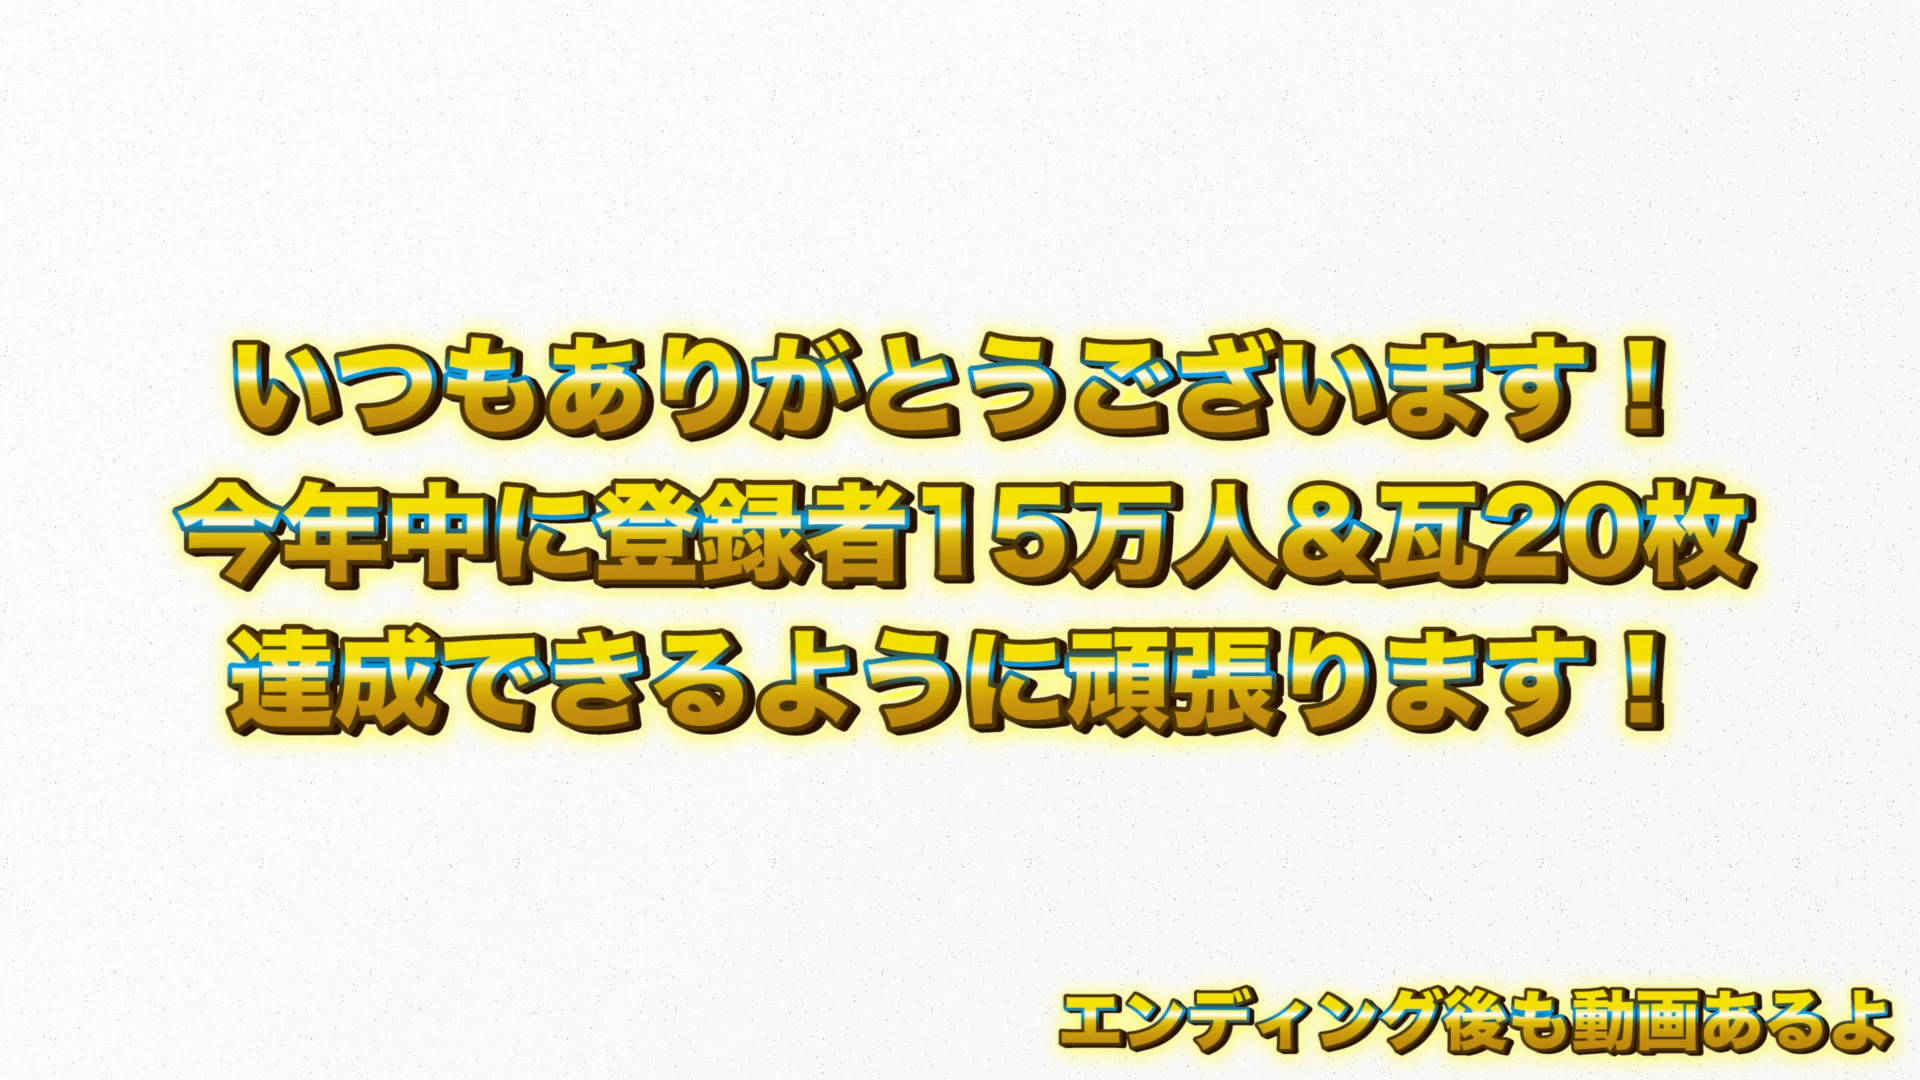 いつもありがとうございます！
今年中に登録者15万人&瓦20枚
達成できるように頑張ります！
エンディング後も動画あるよ